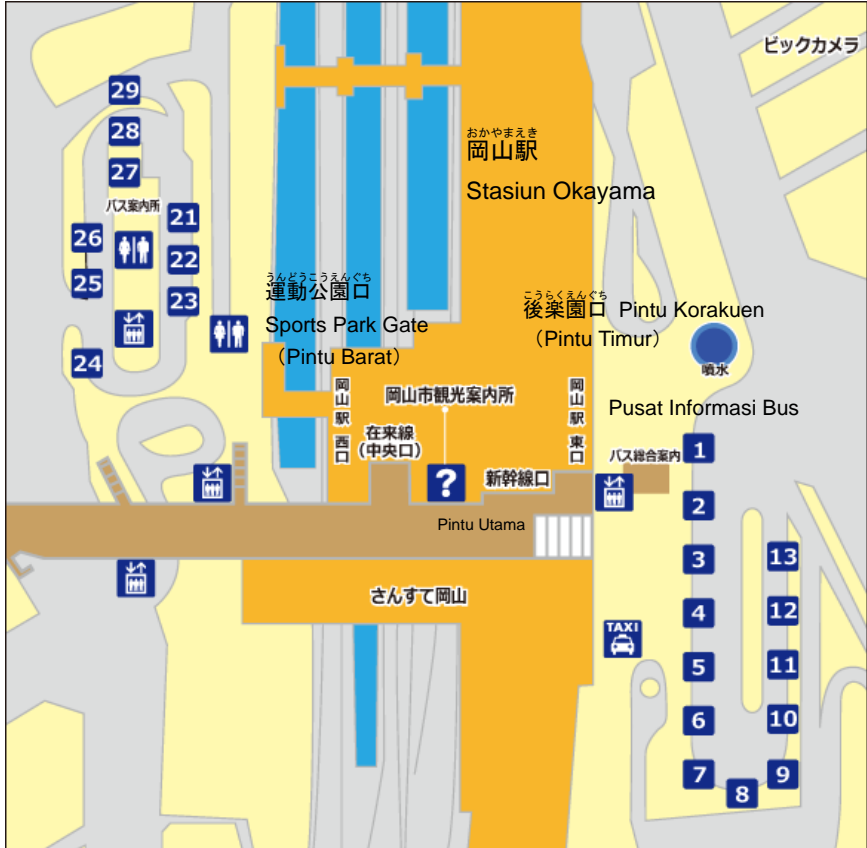 ビックカメラ
29
28
27
バス案内所
21
26
22
25
23
24
おかやまえき
岡山駅
Stasiun Okayama
うんどうこうえんぐち
運動公園口
Sports Park Gate
（Pintu Barat）
こうらくえんぐち
後楽園口 Pintu Korakuen
（Pintu Timur）
噴水
岡山駅 西口
岡山市観光案内所
在来線
（中央口）
?
新幹線口
岡山駅 東口
Pusat Informasi Bus
バス総合案内
Pintu Utama
さんすて岡山
TAXI
1
2
3
13
4
12
5
11
6
10
7
9
8